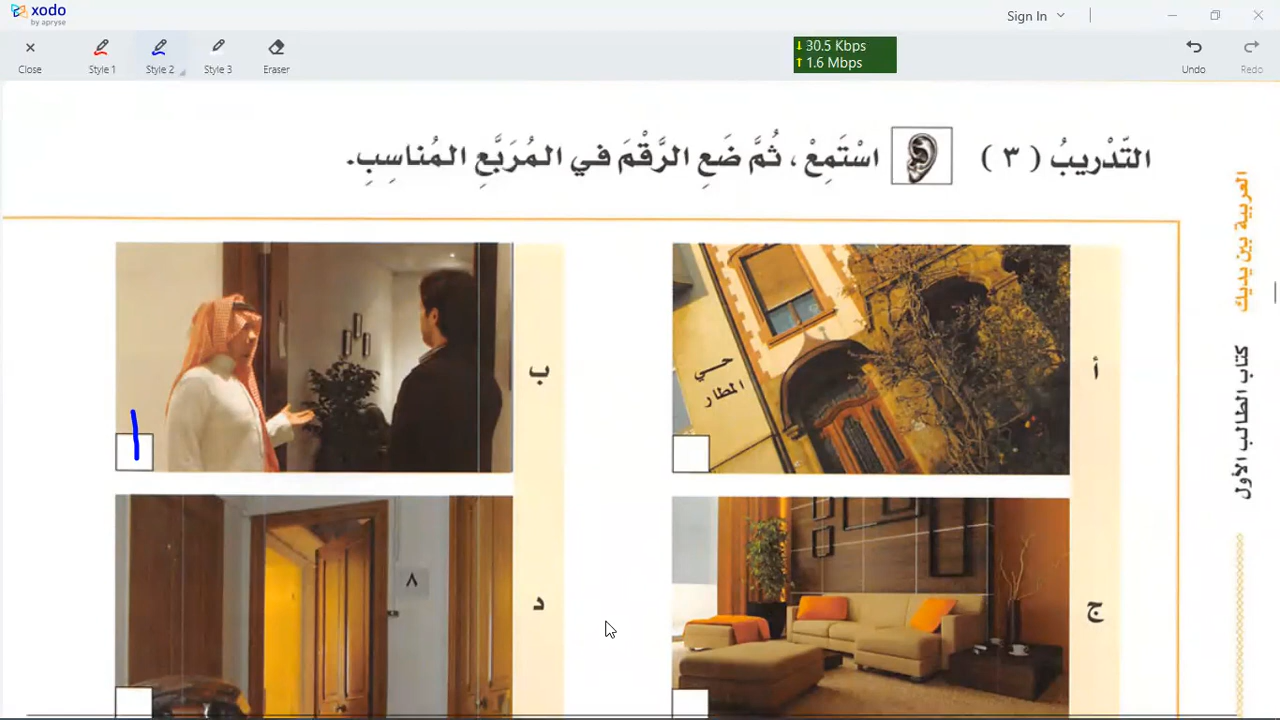 xodo
by apryse
Sign In
Close
Style 1
Style 2
Style 3
Eraser
30.5 Kbps
1.6 Mbps
Undo
Redo
التَّدْريبُ ( ٣ ) اسْتَمِعْ ، ثُمَّ ضَعِ الرَّقْمَ في المُرَبَّعِ المُناسِبِ.
العربية بين يديك
كتاب الطالب الأول
أ
حي
المطار
ب
١
ج
د
٨